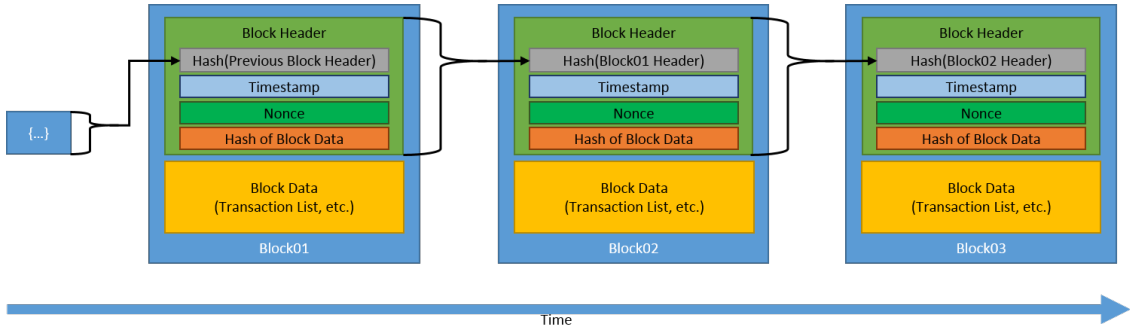 {...}
Block Header
Hash(Previous Block Header)
Timestamp
Nonce
Hash of Block Data
Block Data
(Transaction List, etc.)
Block01
Block Header
Hash(Block01 Header)
Timestamp
Nonce
Hash of Block Data
Block Data
(Transaction List, etc.)
Block02
Block Header
Hash(Block02 Header)
Timestamp
Nonce
Hash of Block Data
Block Data
(Transaction List, etc.)
Block03
Time